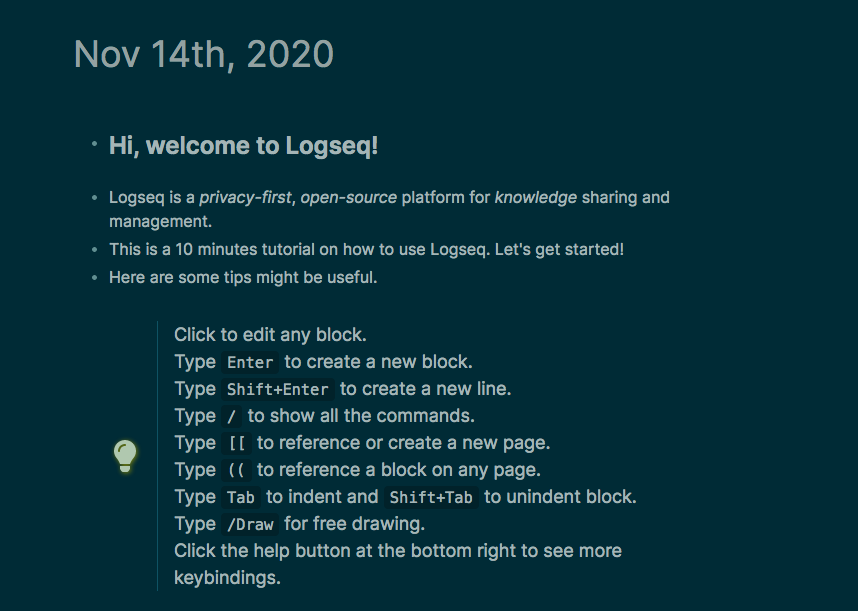 Nov 14th, 2020
Hi, welcome to Logseq!
Logseq is a privacy-first, open-source platform for knowledge sharing and
management.
This is a 10 minutes tutorial on how to use Logseq. Let's get started!
Here are some tips might be useful.
Click to edit any block.
Type Enter to create a new block.
Type Shift+Enter to create a new line.
Type / to show all the commands.
Type [[ to reference or create a new page.
Type (( to reference a block on any page.
Type Tab to indent and Shift+Tab to unindent block.
Type /Draw for free drawing.
Click the help button at the bottom right to see more
keybindings.